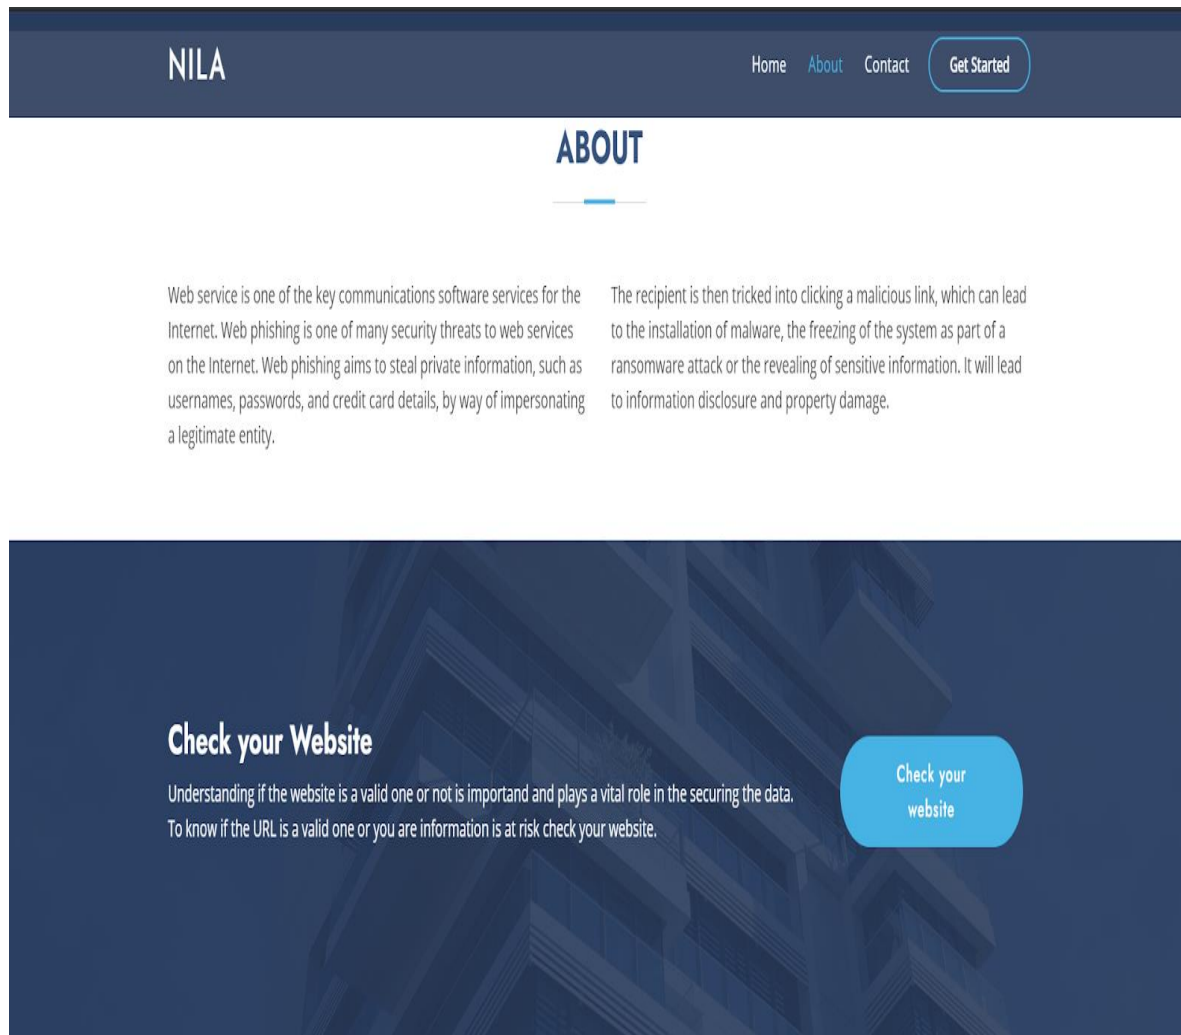 NILA
Home About Contact Get Started
ABOUT
Web service is one of the key communications software services for the
Internet. Web phishing is one of many security threats to web services
on the Internet. Web phishing aims to steal private information, such as
usernames, passwords, and credit card details, by way of impersonating
a legitimate entity.
The recipient is then tricked into clicking a malicious link, which can lead
to the installation of malware, the freezing of the system as part of a
ransomware attack or the revealing of sensitive information. It will lead
to information disclosure and property damage.
Check your Website
Understanding if the website is a valid one or not is importand and plays a vital role in the securing the data.
To know if the URL is a valid one or you are information is at risk check your website.
Check your
website